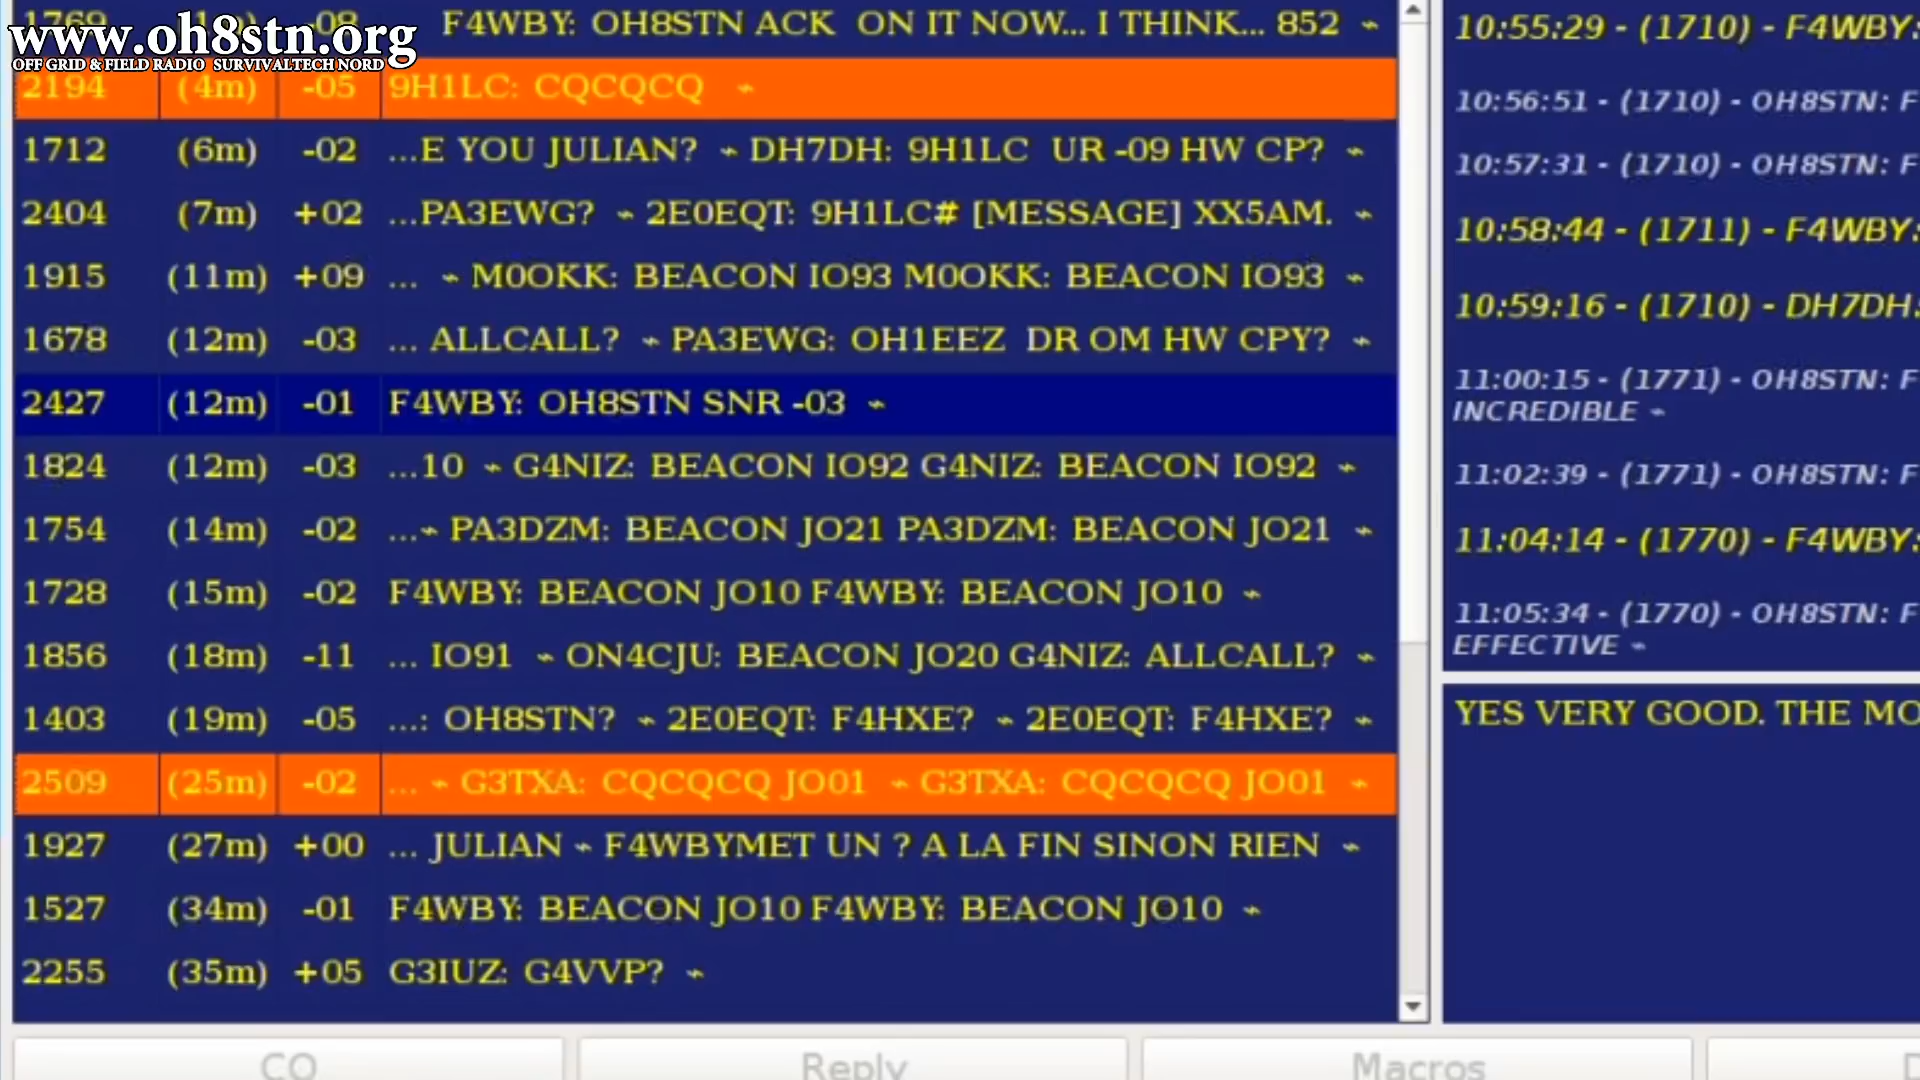 www.oh8stn.org
OFF GRID & FIELD RADIO SURVIVALTECH NORD
1769 (1m) -08 F4WBY: OH8STN ACK ON IT NOW... I THINK... 852
2194 (4m) -05 9H1LC: CQCQCQ
1712 (6m) -02 ...E YOU JULIAN? ⌁ DH7DH: 9H1LC UR -09 HW CP? ⌁
2404 (7m) +02 ...PA3EWG? ⌁ 2E0EQT: 9H1LC# [MESSAGE] XX5AM. ⌁
1915 (11m) +09 ... ⌁ M0OKK: BEACON IO93 M0OKK: BEACON IO93 ⌁
1678 (12m) -03 ... ALLCALL? ⌁ PA3EWG: OH1EEZ DR OM HW CPY? ⌁
2427 (12m) -01 F4WBY: OH8STN SNR -03 ⌁
1824 (12m) -03 ...10 ⌁ G4NIZ: BEACON IO92 G4NIZ: BEACON IO92 ⌁
1754 (14m) -02 ...⌁ PA3DZM: BEACON JO21 PA3DZM: BEACON JO21 ⌁
1728 (15m) -02 F4WBY: BEACON JO10 F4WBY: BEACON JO10 ⌁
1856 (18m) -11 ... IO91 ⌁ ON4CJU: BEACON JO20 G4NIZ: ALLCALL? ⌁
1403 (19m) -05 ...: OH8STN? ⌁ 2E0EQT: F4HXE? ⌁ 2E0EQT: F4HXE? ⌁
2509 (25m) -02 ... ⌁ G3TXA: CQCQCQ JO01 ⌁ G3TXA: CQCQCQ JO01 ⌁
1927 (27m) +00 ... JULIAN ⌁ F4WBYMET UN ? A LA FIN SINON RIEN ⌁
1527 (34m) -01 F4WBY: BEACON JO10 F4WBY: BEACON JO10 ⌁
2255 (35m) +05 G3IUZ: G4VVP? ⌁
10:55:29 - (1710) - F4WBY:
10:56:51 - (1710) - OH8STN: F
10:57:31 - (1710) - OH8STN: F
10:58:44 - (1711) - F4WBY:
10:59:16 - (1710) - DH7DH:
11:00:15 - (1771) - OH8STN: F
INCREDIBLE ⌁
11:02:39 - (1771) - OH8STN: F
11:04:14 - (1770) - F4WBY:
11:05:34 - (1770) - OH8STN: F
EFFECTIVE ⌁
YES VERY GOOD. THE MO
CQ
Reply
Macros
D